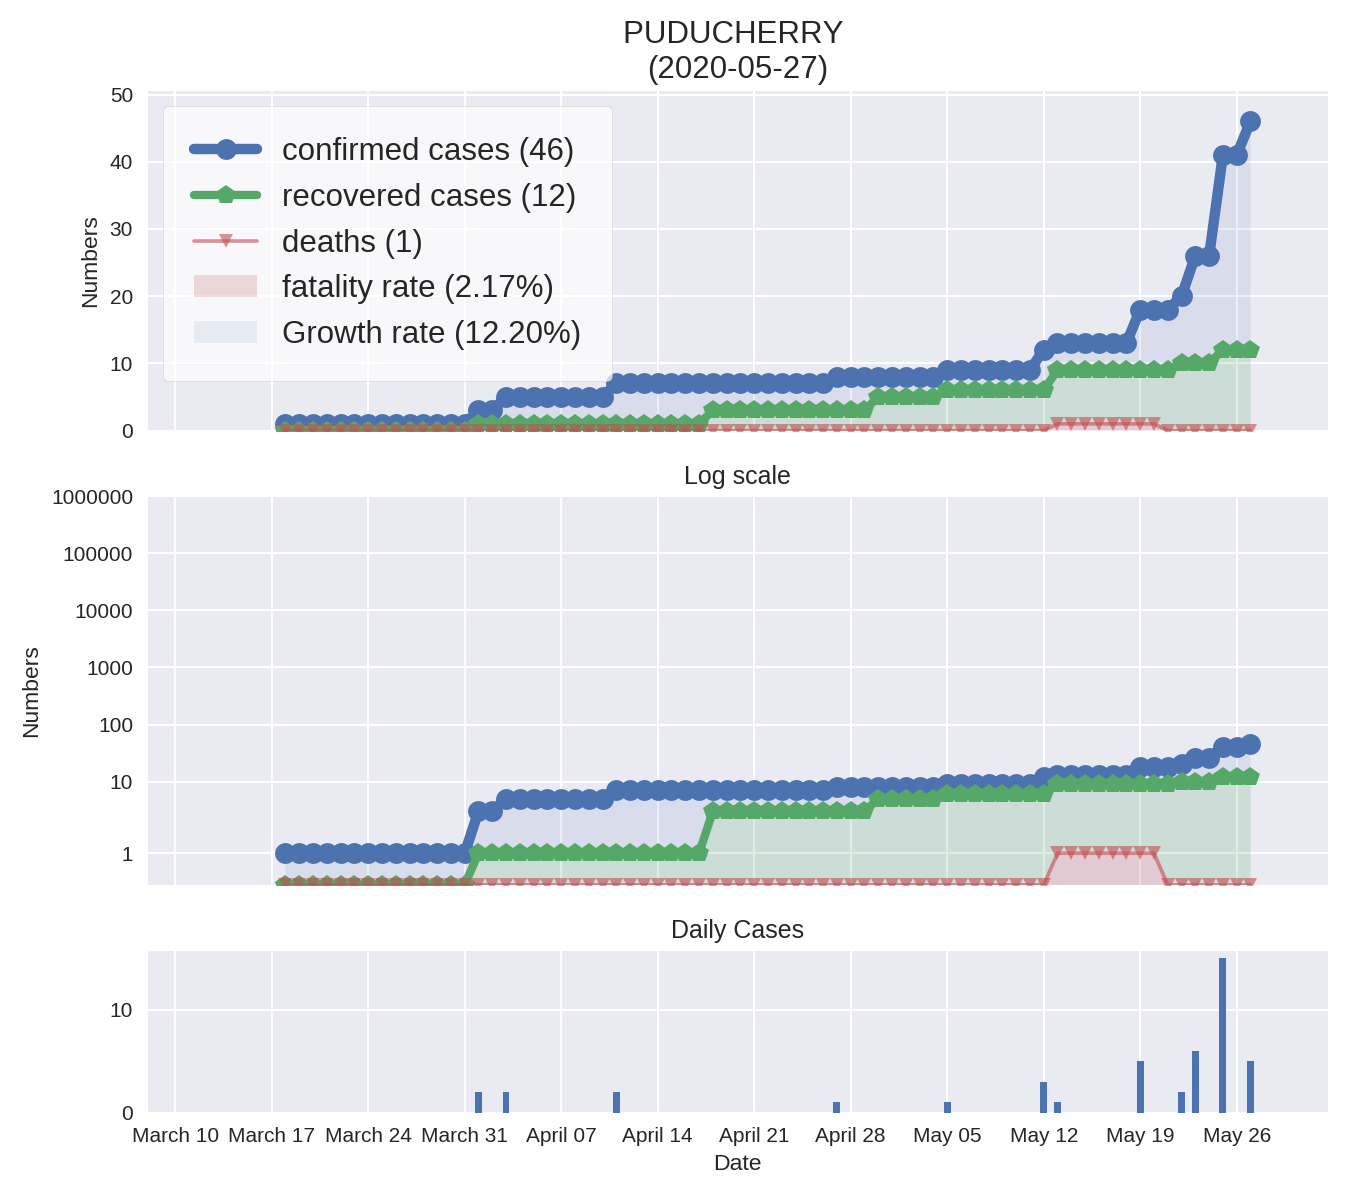 PUDUCHERRY
(2020-05-27)
50
40
30
20
10
0
Numbers
confirmed cases (46)
recovered cases (12)
deaths (1)
fatality rate (2.17%)
Growth rate (12.20%)
Log scale
1000000
100000
10000
1000
100
10
1
Numbers
Daily Cases
10
0
March 10 March 17 March 24 March 31 April 07 April 14 April 21 April 28 May 05 May 12 May 19 May 26
Date